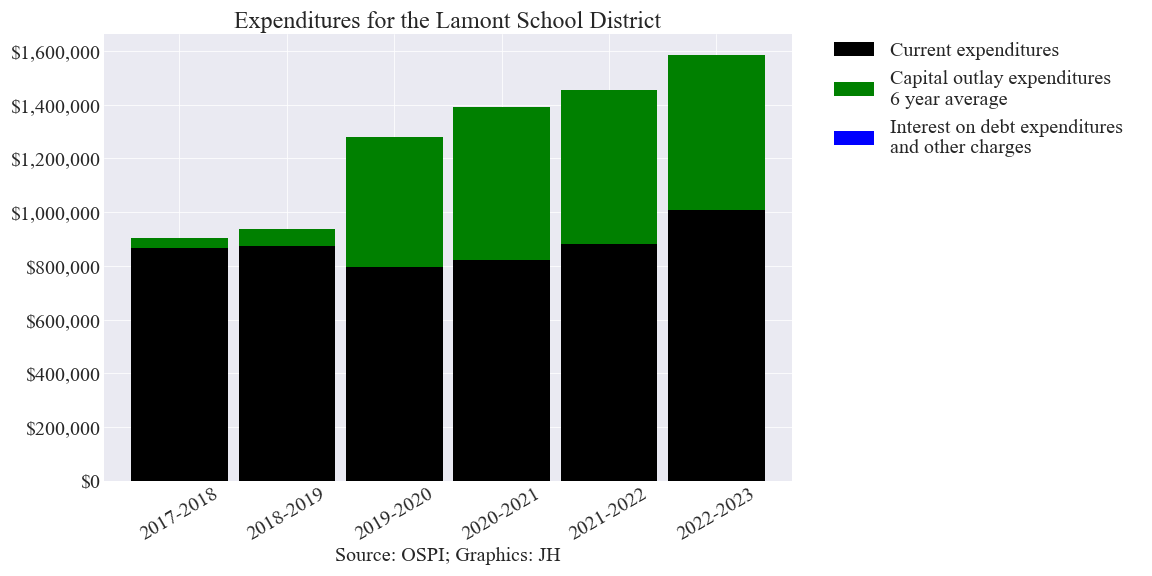 Expenditures for the Lamont School District
$1,600,000
$1,400,000
$1,200,000
$1,000,000
$800,000
$600,000
$400,000
$200,000
$0
2017-2018
2018-2019
2019-2020
2020-2021
2021-2022
2022-2023
Source: OSPI; Graphics: JH
Current expenditures
Capital outlay expenditures
6 year average
Interest on debt expenditures
and other charges